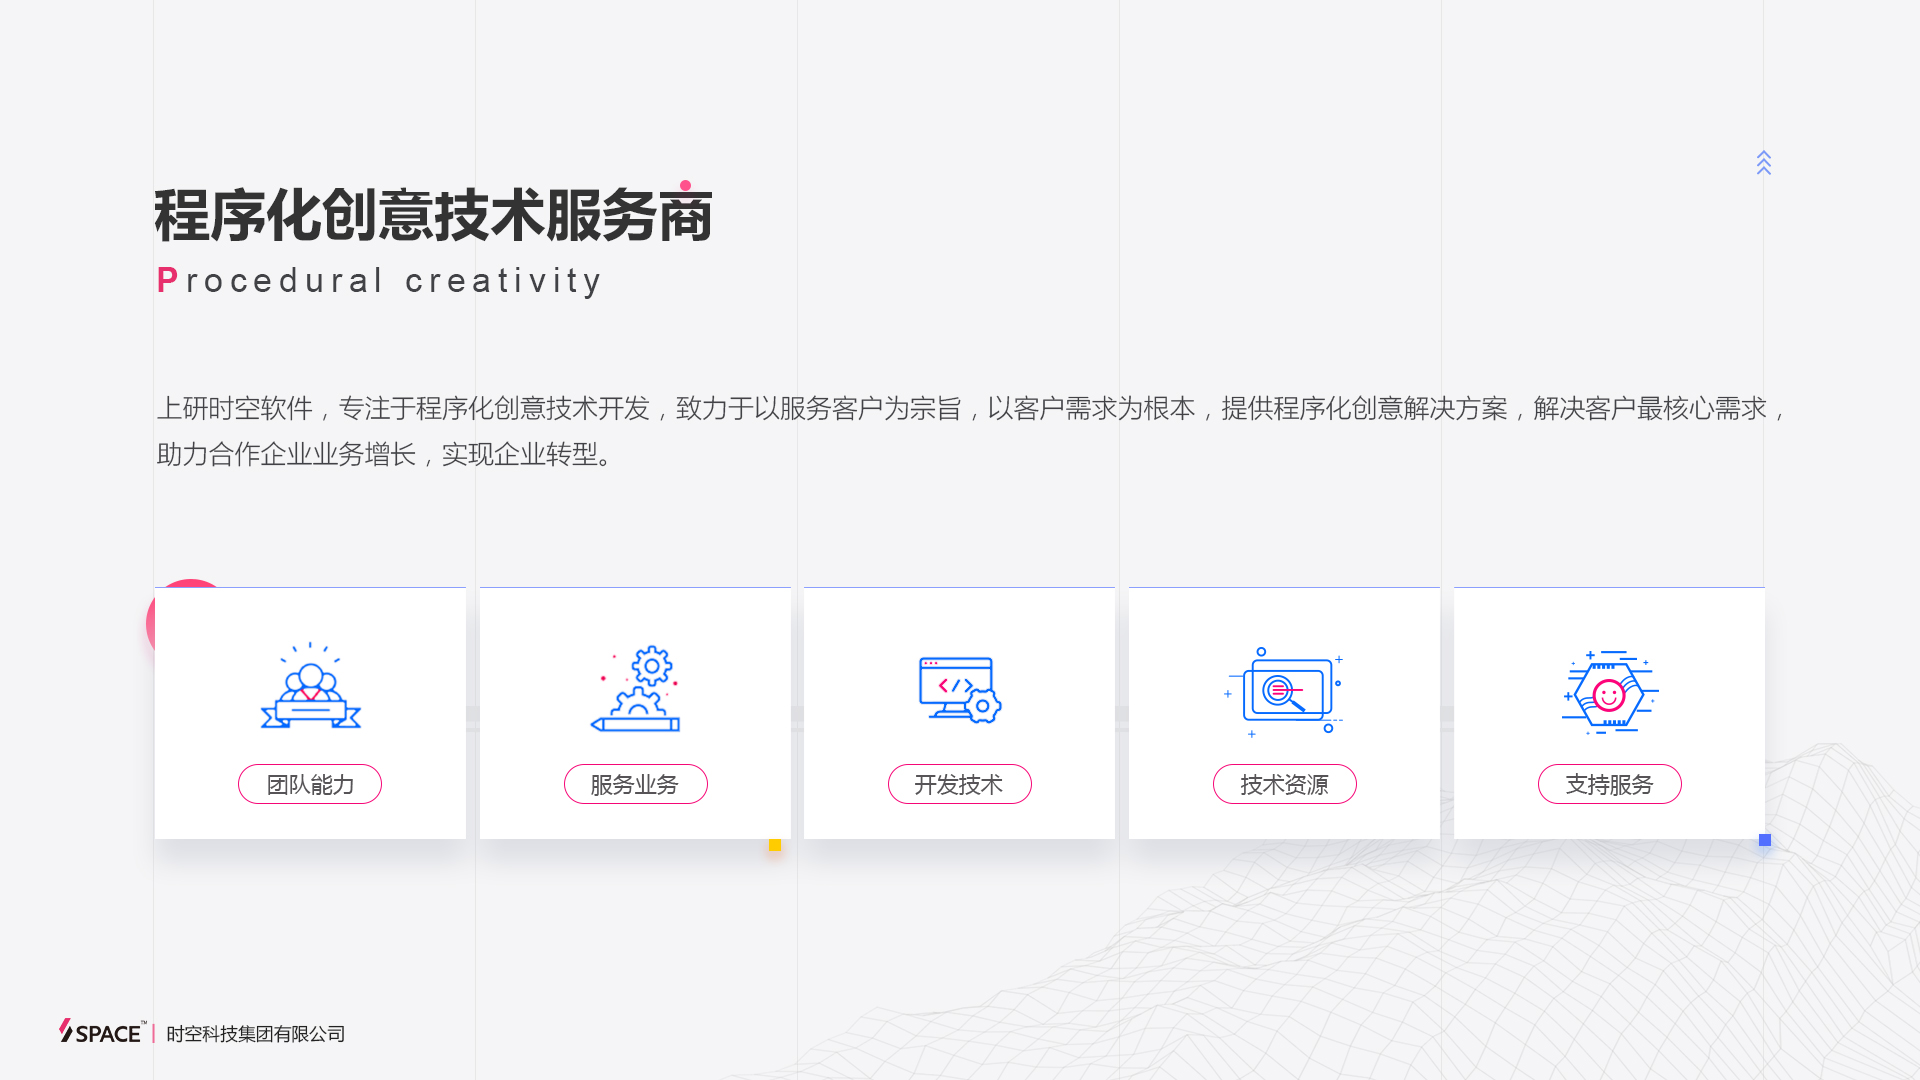 程序化创意技术服务商
Procedural creativity
上研时空软件，专注于程序化创意技术开发，致力于以服务客户为宗旨，以客户需求为根本，提供程序化创意解决方案，解决客户最核心需求，
助力合作企业业务增长，实现企业转型。
团队能力
服务业务
开发技术
技术资源
支持服务
SPACE™ 时空科技集团有限公司